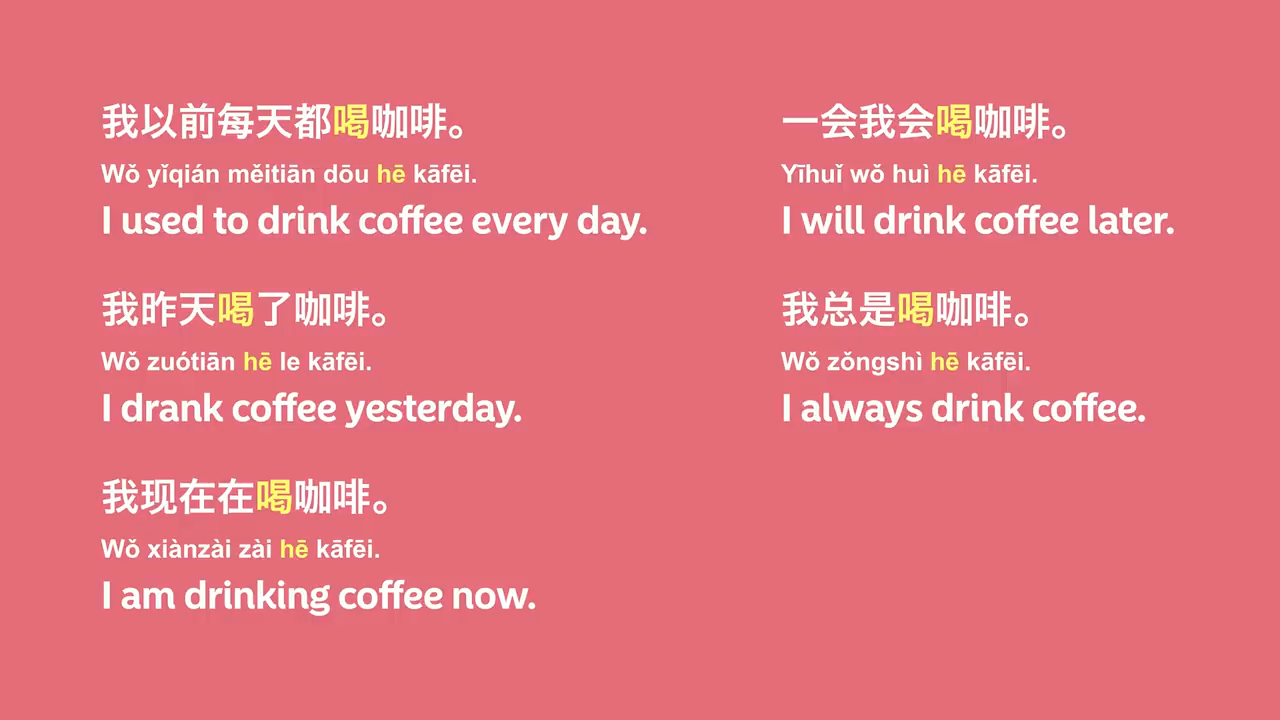 我以前每天都喝咖啡。
Wǒ yǐqián měitiān dōu hē kāfēi.
I used to drink coffee every day.
我昨天喝了咖啡。
Wǒ zuótiān hē le kāfēi.
I drank coffee yesterday.
我现在在喝咖啡。
Wǒ xiànzài zài hē kāfēi.
I am drinking coffee now.
一会我会喝咖啡。
Yīhuǐ wǒ huì hē kāfēi.
I will drink coffee later.
我总是喝咖啡。
Wǒ zǒngshì hē kāfēi.
I always drink coffee.